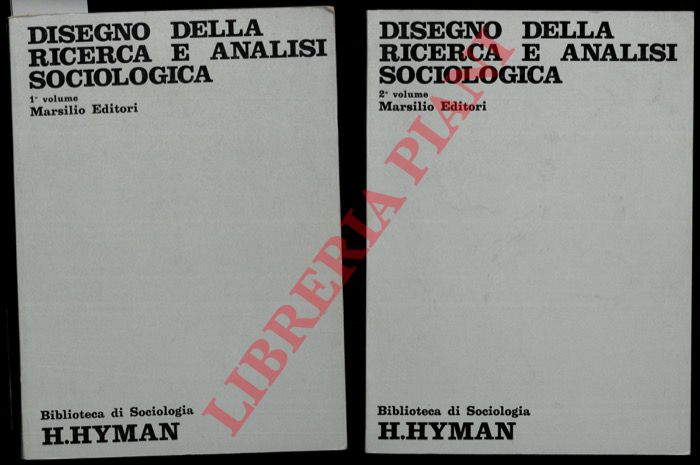 DISEGNO DELLA
RICERCA E ANALISI
SOCIOLOGICA
1° volume
Marsilio Editori
Biblioteca di Sociologia
H.HYMAN
DISEGNO DELLA
RICERCA E ANALISI
SOCIOLOGICA
2° volume
Marsilio Editori
Biblioteca di Sociologia
H.HYMAN
LIBRERIA PIANI